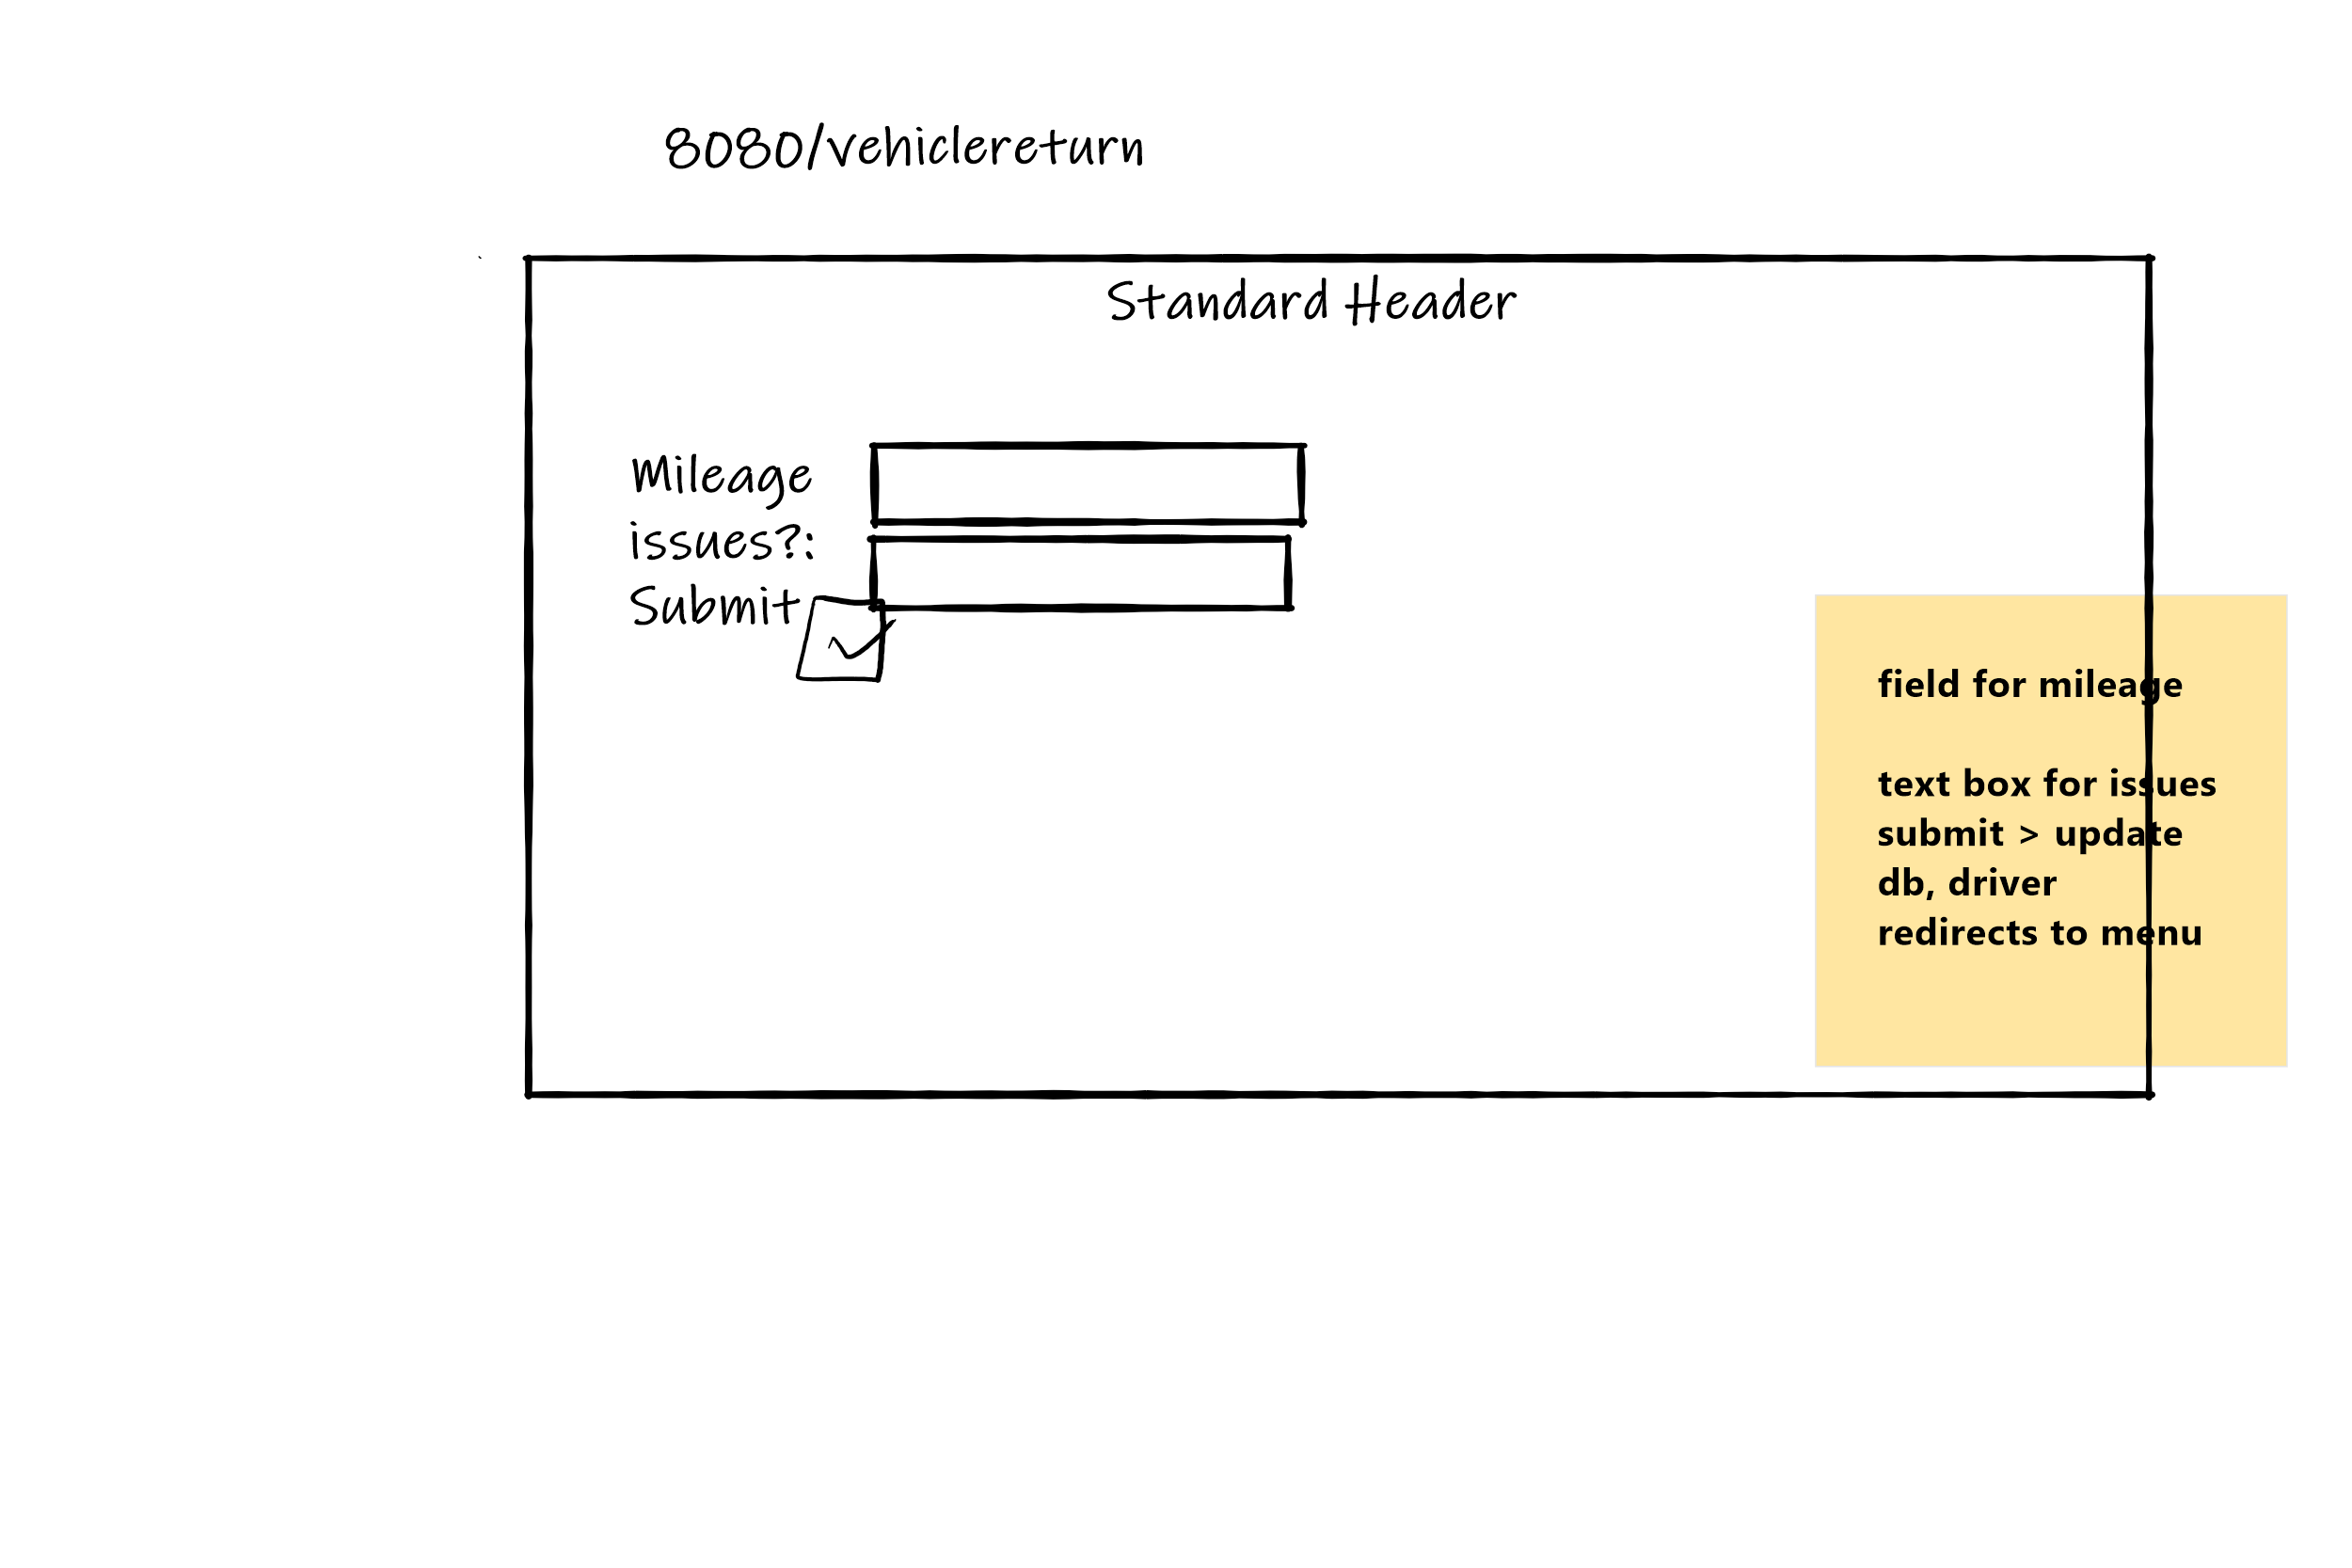 8080/vehiclereturn
Standard Header
Mileage
issues?:
Submit
field for mileage
text box for issues
submit > update
db, driver
redirects to menu